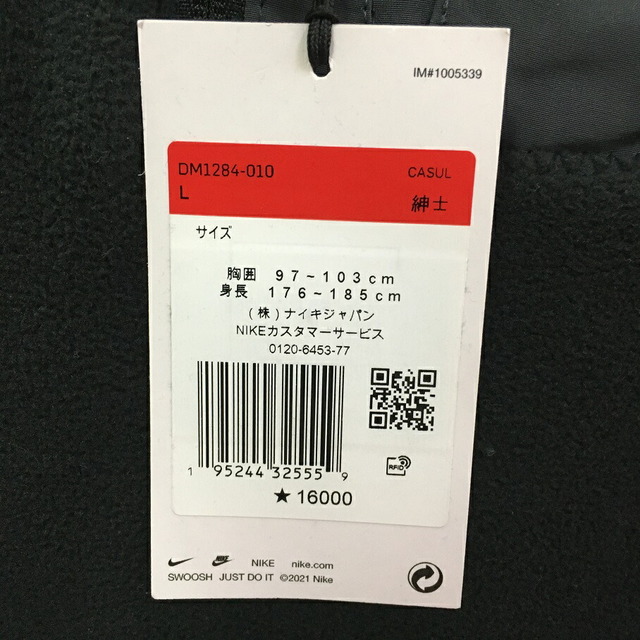 IM#1005339
DM1284-010 CASUL
L 紳士
サイズ
胸囲 97~103cm
身長 176~185cm
(株)ナイキジャパン
NIKEカスタマーサービス
0120-6453-77
1 95244 32555 9
RFID
★16000
NIKE NIKE nike.com
SWOOSH JUST DO IT ©2021 Nike